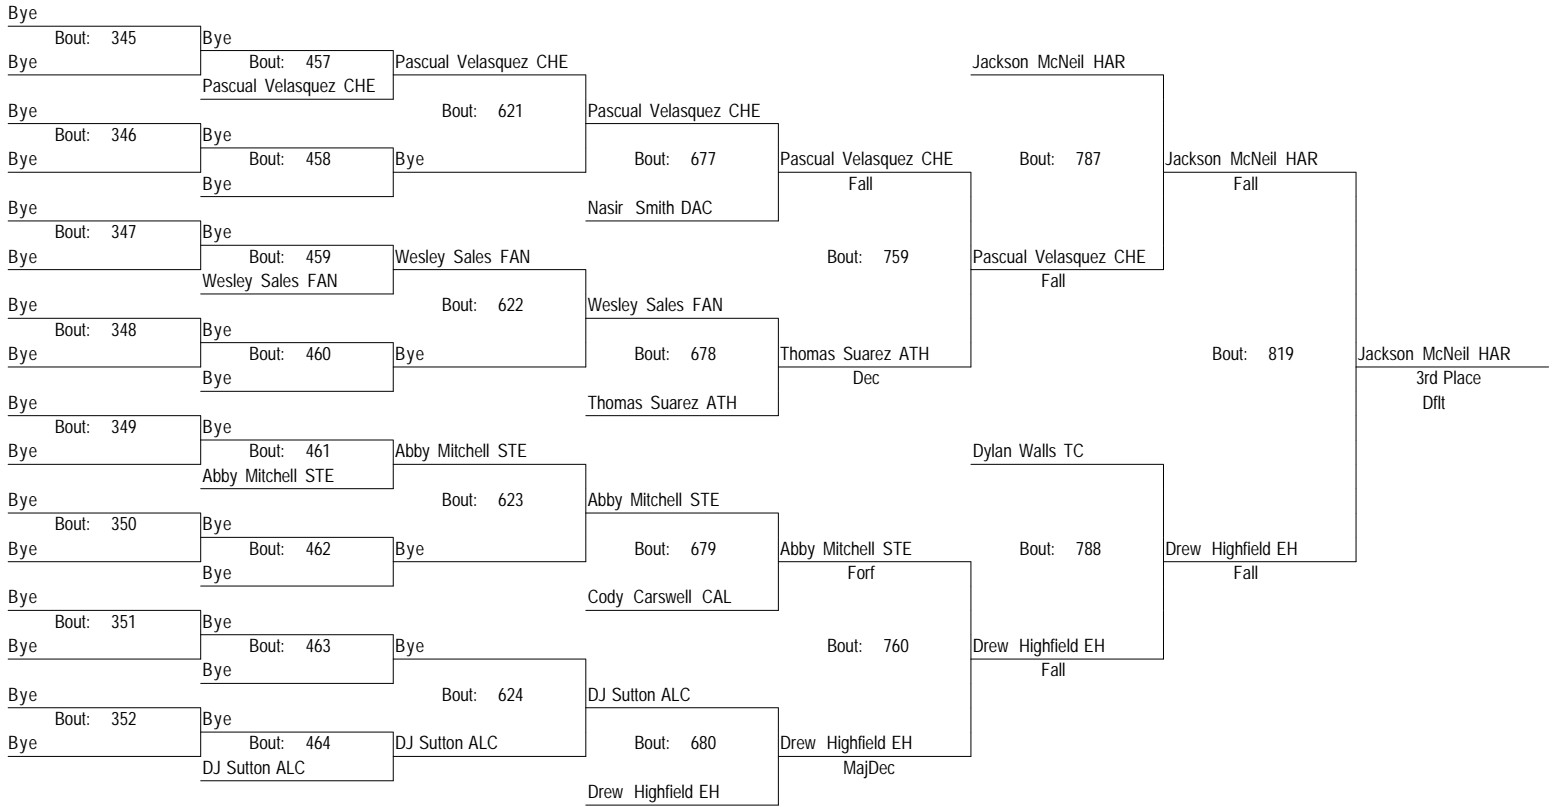 Bye
Bout: 345 Bye
Bye Bout: 457 Pascual Velasquez CHE Jackson McNeil HAR
Pascual Velasquez CHE
Bye Bout: 621 Pascual Velasquez CHE
Bout: 346 Bye
Bye Bout: 458 Bye Bout: 677 Pascual Velasquez CHE Bout: 787 Jackson McNeil HAR
Bye Fall Fall
Bye Nasir Smith DAC
Bout: 347 Bye
Bye Bout: 459 Wesley Sales FAN Bout: 759 Pascual Velasquez CHE
Wesley Sales FAN Fall
Bye Bout: 622 Wesley Sales FAN
Bout: 348 Bye
Bye Bout: 460 Bye Bout: 678 Thomas Suarez ATH Bout: 819 Jackson McNeil HAR
Bye Dec 3rd Place
Bye Thomas Suarez ATH Dflt
Bout: 349 Bye
Bye Bout: 461 Abby Mitchell STE Dylan Walls TC
Abby Mitchell STE
Bye Bout: 623 Abby Mitchell STE
Bout: 350 Bye
Bye Bout: 462 Bye Bout: 679 Abby Mitchell STE Bout: 788 Drew Highfield EH
Bye Forf Fall
Bye Cody Carswell CAL
Bout: 351 Bye
Bye Bout: 463 Bye Bout: 760 Drew Highfield EH
Bye Fall
Bye Bout: 624 DJ Sutton ALC
Bout: 352 Bye
Bye Bout: 464 DJ Sutton ALC Bout: 680 Drew Highfield EH
DJ Sutton ALC MajDec
Drew Highfield EH